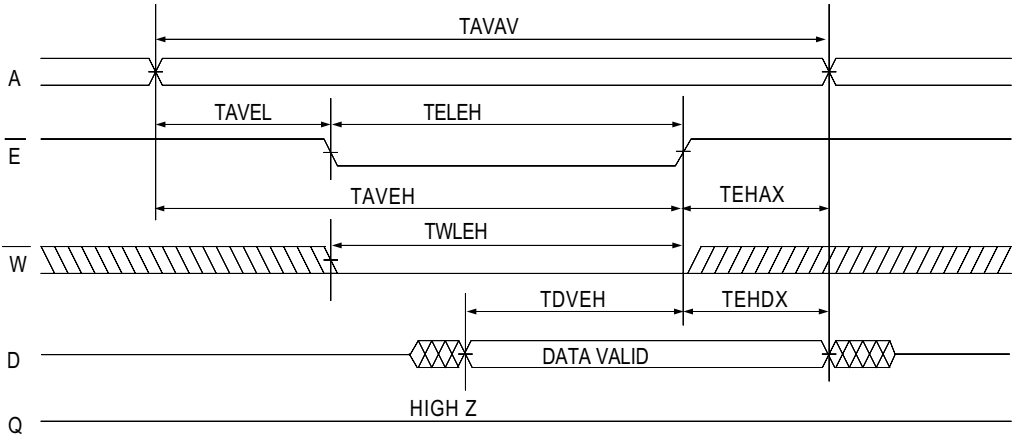 TAVAV
A
TAVEL TELEH
E
TAVEH TEHAX
TWLEH
W
TDVEH TEHDX
D DATA VALID
HIGH Z
Q